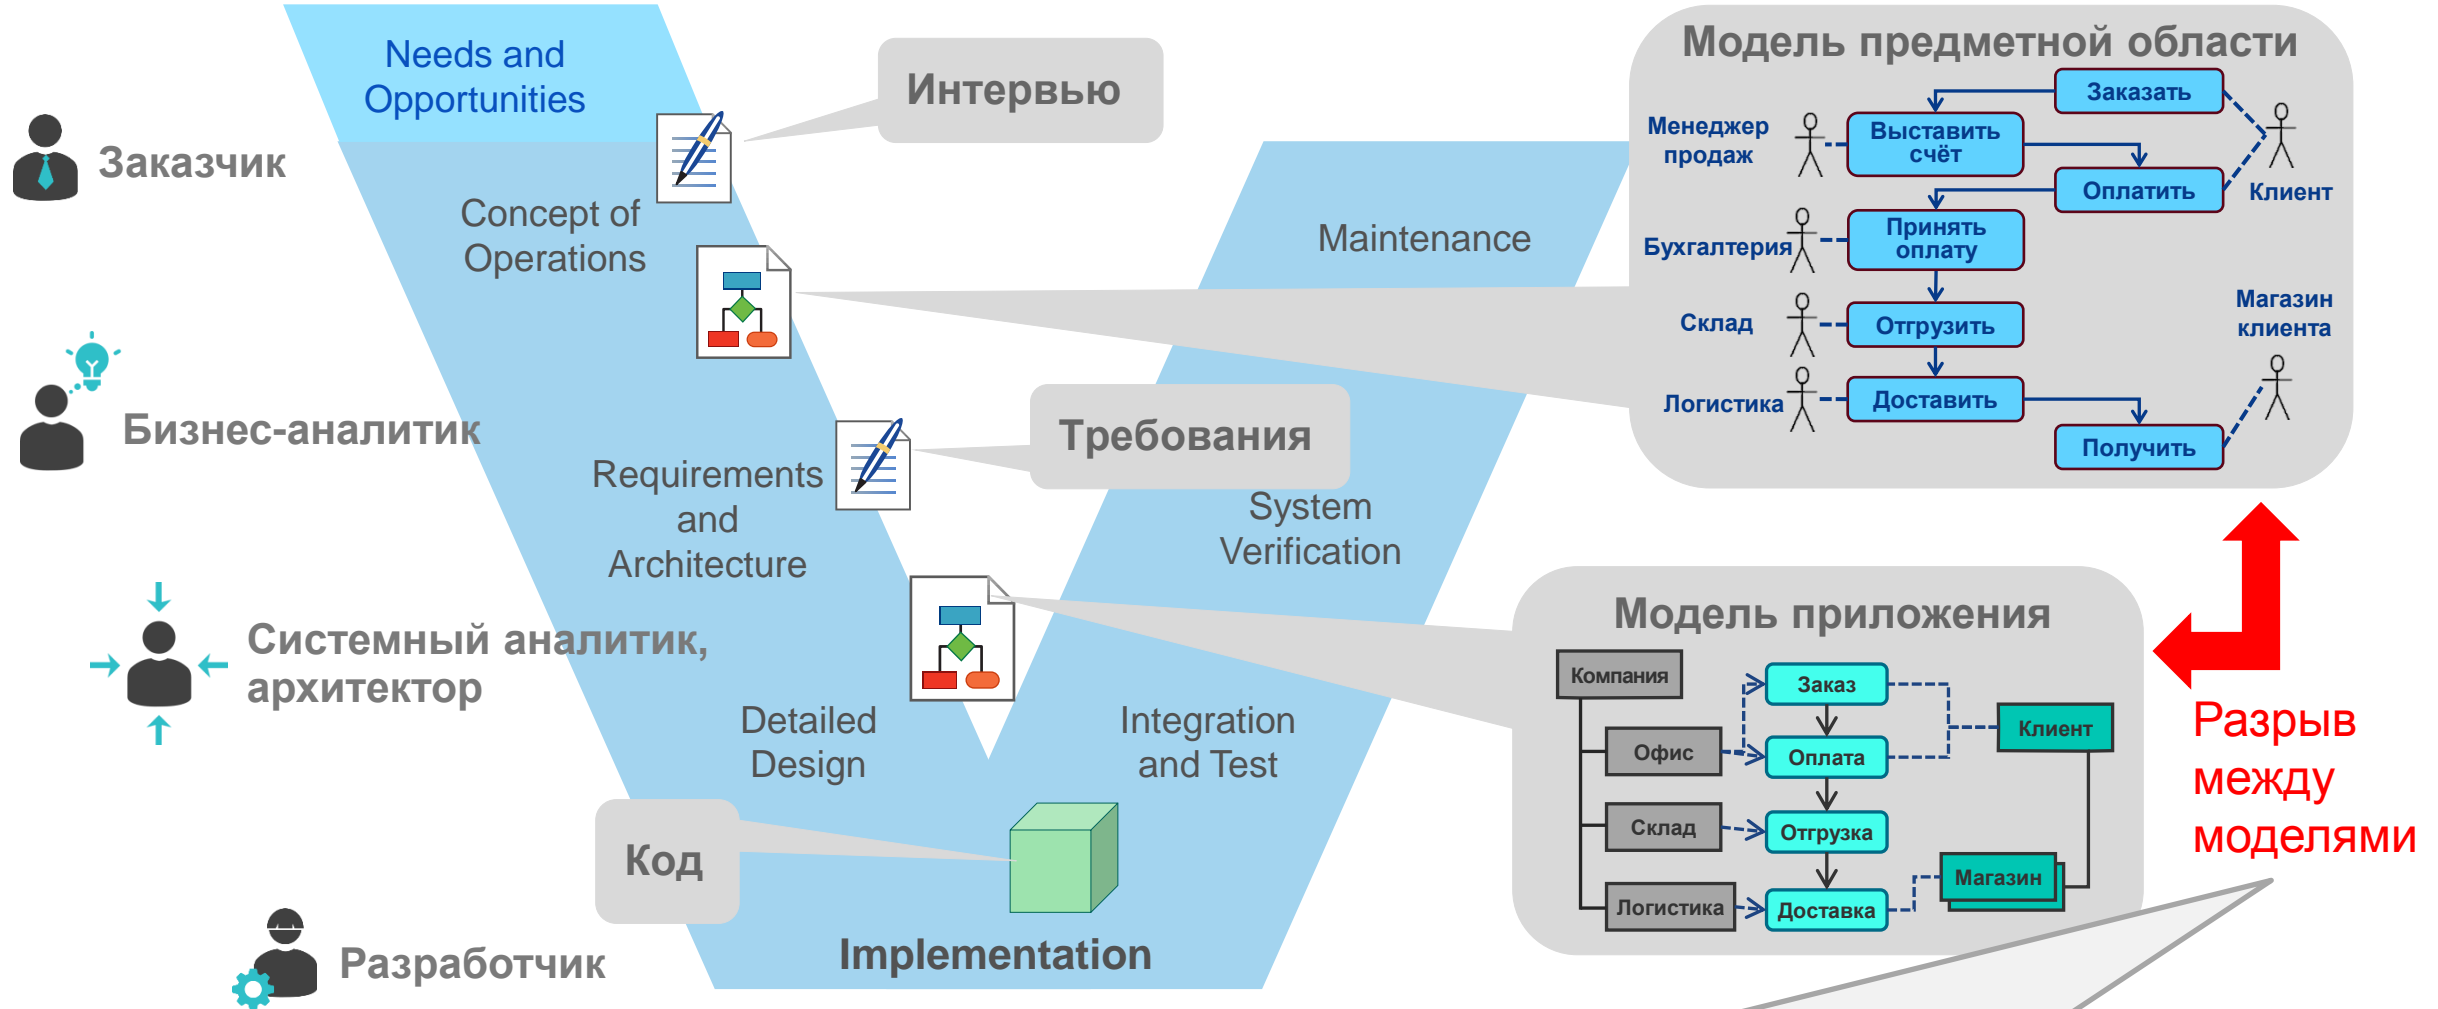 Needs and
Opportunities
Интервью
Заказчик
Concept of
Operations
Бизнес-аналитик
Требования
Requirements
and
Architecture
Системный аналитик,
архитектор
Detailed
Design
Код
Implementation
Разработчик
Integration
and Test
System
Verification
Maintenance
Модель предметной области
Заказать
Менеджер
продаж
Выставить
счёт
Оплатить
Клиент
Бухгалтерия
Принять
оплату
Склад
Отгрузить
Магазин
клиента
Логистика
Доставить
Получить
Модель приложения
Компания
Заказ
Клиент
Офис
Оплата
Склад
Отгрузка
Магазин
Логистика
Доставка
Разрыв
между
моделями